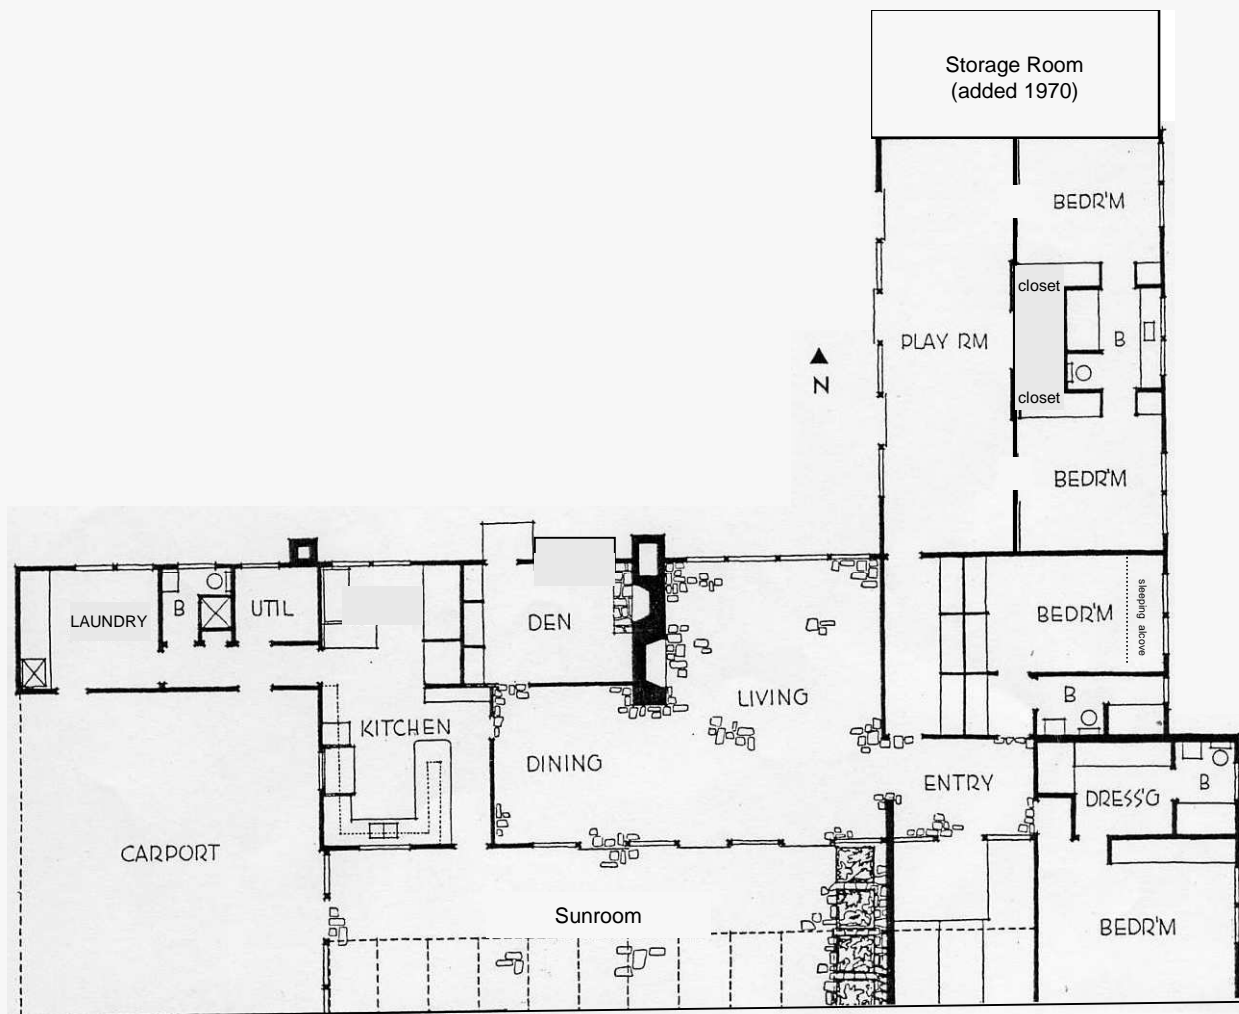 Storage Room
(added 1970)
BEDR'M
closet
PLAY RM
B
N
closet
BEDR'M
LAUNDRY
B
UTIL
DEN
BEDR'M
sleeping alcove
LIVING
B
KITCHEN
DINING
ENTRY
DRESS'G
B
CARPORT
Sunroom
BEDR'M